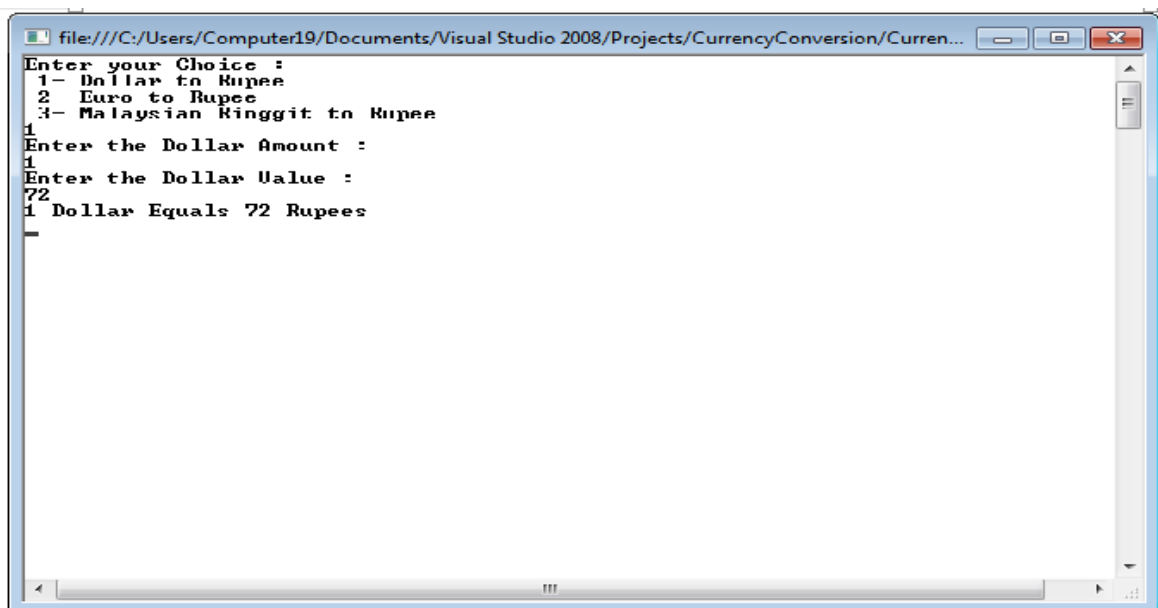 file:///C:/Users/Computer19/Documents/Visual Studio 2008/Projects/CurrencyConversion/Curren...
Enter your Choice :
1- Dollar to Rupee
2 Euro to Rupee
3- Malaysian Ringgit to Rupee
1
Enter the Dollar Amount :
1
Enter the Dollar Value :
72
1 Dollar Equals 72 Rupees